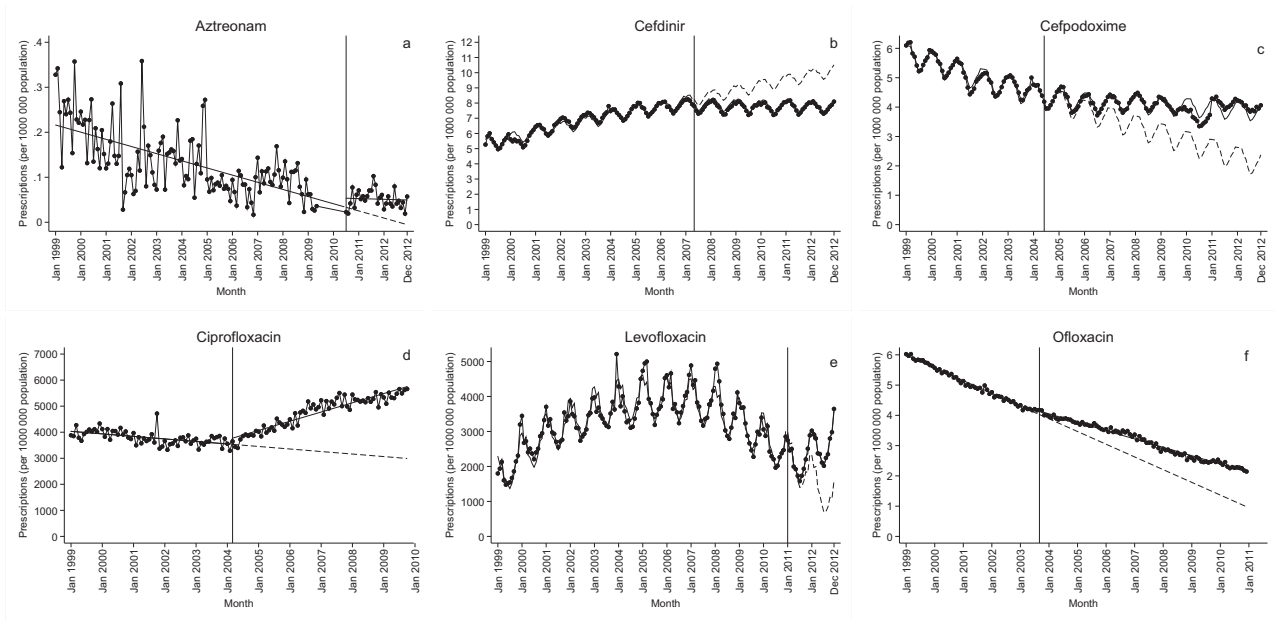 Aztreonam
a
Prescriptions (per 1000 000 population)
.4
.3
.2
.1
0
Jan 1999
Jan 2000
Jan 2001
Jan 2002
Jan 2003
Jan 2004
Jan 2005
Jan 2006
Jan 2007
Jan 2008
Jan 2009
Jan 2010
Jan 2011
Jan 2012
Dec 2012
Month
Cefdinir
b
Prescriptions (per 1000 000 population)
12
11
10
9
8
7
6
5
4
3
2
1
0
Jan 1999
Jan 2000
Jan 2001
Jan 2002
Jan 2003
Jan 2004
Jan 2005
Jan 2006
Jan 2007
Jan 2008
Jan 2009
Jan 2010
Jan 2011
Jan 2012
Dec 2012
Month
Cefpodoxime
c
Prescriptions (per 1000 000 population)
6
5
4
3
2
1
0
Jan 1999
Jan 2000
Jan 2001
Jan 2002
Jan 2003
Jan 2004
Jan 2005
Jan 2006
Jan 2007
Jan 2008
Jan 2009
Jan 2010
Jan 2011
Jan 2012
Dec 2012
Month
Ciprofloxacin
d
Prescriptions (per 1000 000 population)
7000
6000
5000
4000
3000
2000
1000
0
Jan 1999
Jan 2000
Jan 2001
Jan 2002
Jan 2003
Jan 2004
Jan 2005
Jan 2006
Jan 2007
Jan 2008
Jan 2009
Jan 2010
Month
Levofloxacin
e
Prescriptions (per 1000 000 population)
5000
4000
3000
2000
1000
0
Jan 1999
Jan 2000
Jan 2001
Jan 2002
Jan 2003
Jan 2004
Jan 2005
Jan 2006
Jan 2007
Jan 2008
Jan 2009
Jan 2010
Jan 2011
Jan 2012
Dec 2012
Month
Ofloxacin
f
Prescriptions (per 1000 000 population)
6
5
4
3
2
1
0
Jan 1999
Jan 2000
Jan 2001
Jan 2002
Jan 2003
Jan 2004
Jan 2005
Jan 2006
Jan 2007
Jan 2008
Jan 2009
Jan 2010
Jan 2011
Month